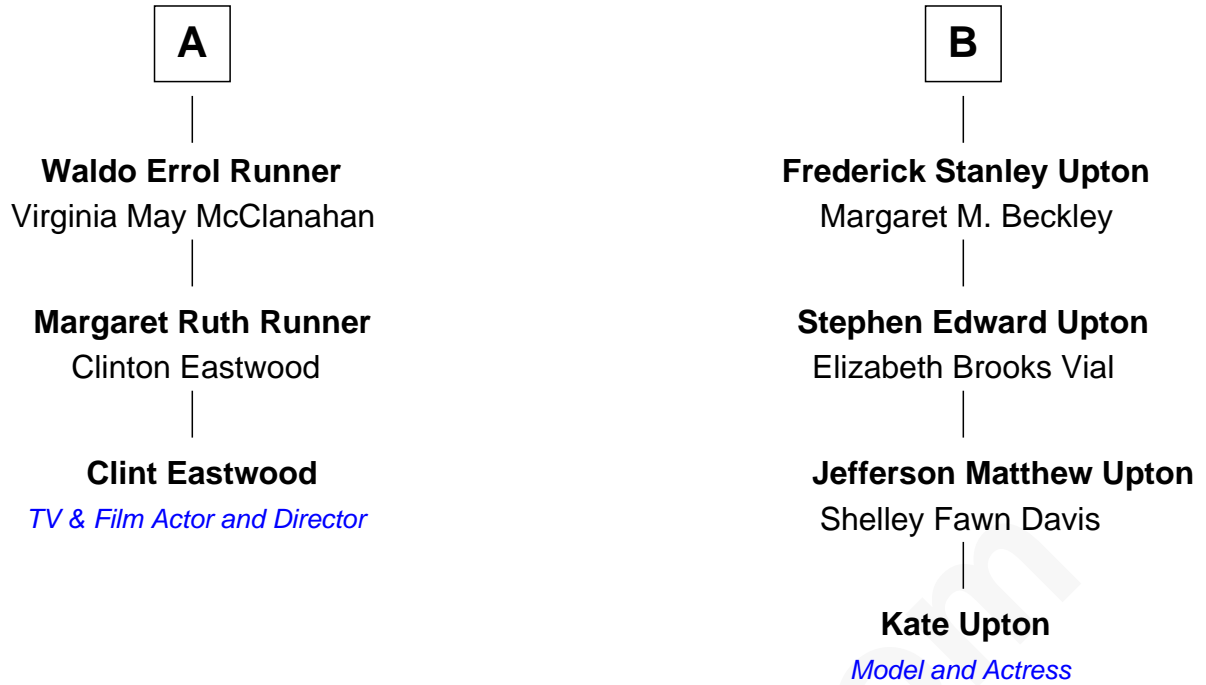 A
Waldo Errol Runner
Virginia May McClanahan
Margaret Ruth Runner
Clinton Eastwood
Clint Eastwood
TV & Film Actor and Director
B
Frederick Stanley Upton
Margaret M. Beckley
Stephen Edward Upton
Elizabeth Brooks Vial
Jefferson Matthew Upton
Shelley Fawn Davis
Kate Upton
Model and Actress
om